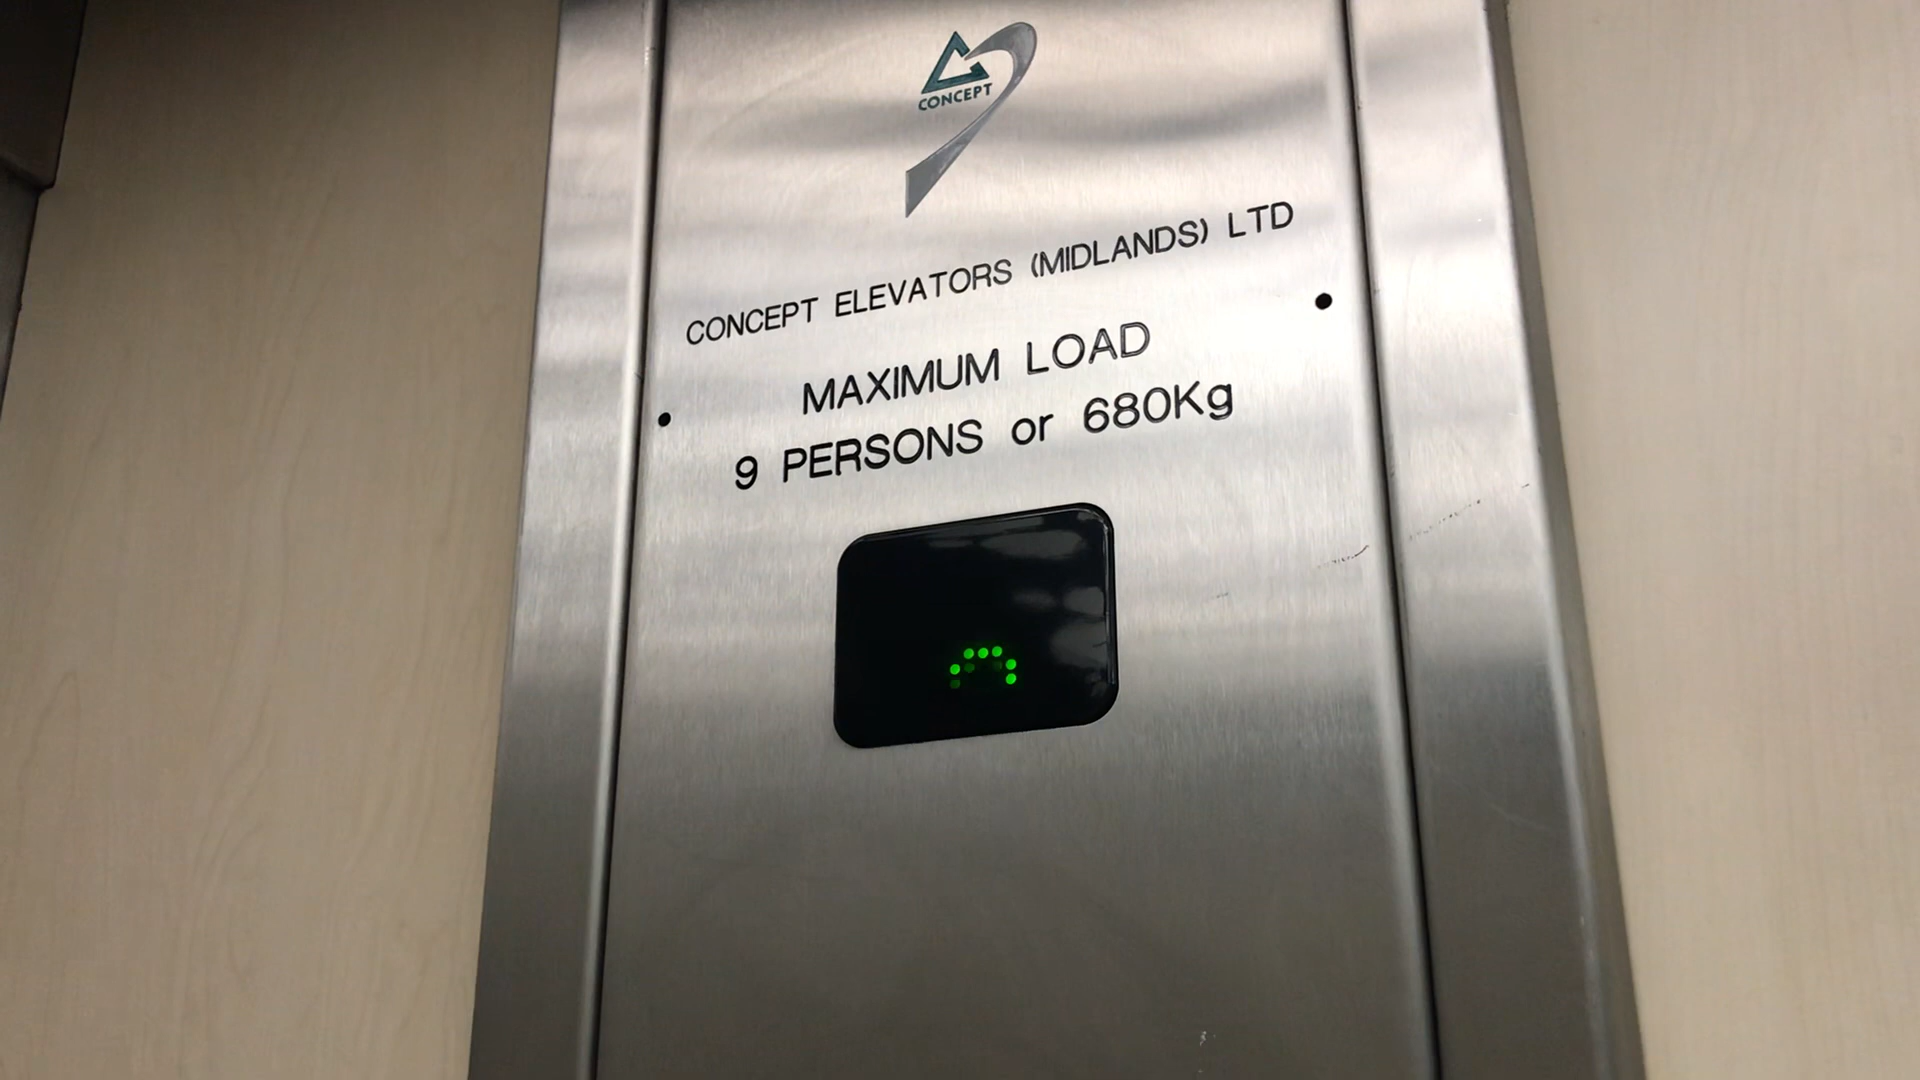 CONCEPT
CONCEPT ELEVATORS (MIDLANDS) LTD
MAXIMUM LOAD
9 PERSONS or 680Kg